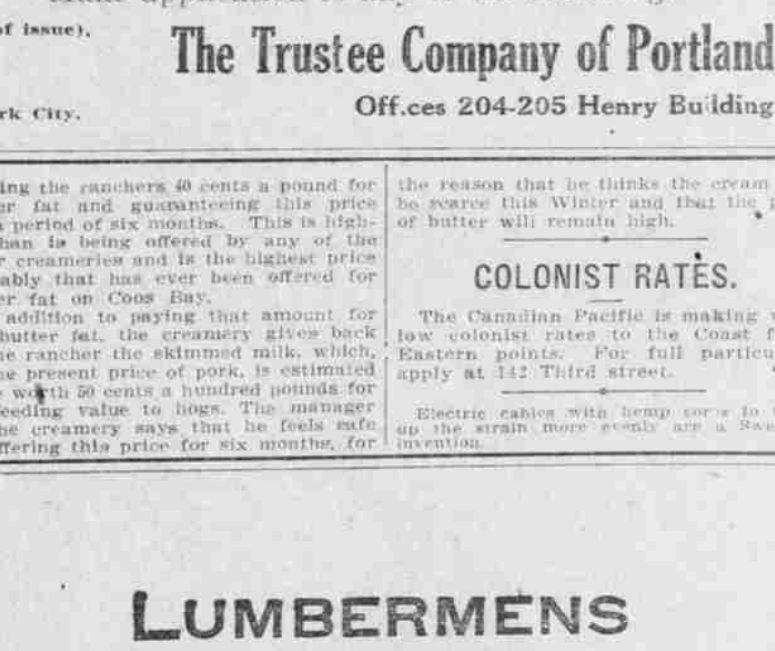 of issue).
The Trustee Company of Portland
rk City.
Off.ces 204-205 Henry Bu lding
ing the ranchers 40 cents a pound for
er fat and guaranteeing this price
a period of six months. This is high-
han is being offered by any of the
r creameries and is the highest price
ably that has ever been offered for
er fat on Coos Bay.
addition to paying that amount for
butter fat, the creamery gives back
he rancher the skimmed milk, which,
he present price of pork, is estimated
worth 50 cents a hundred pounds for
feeding value to hogs. The manager
he creamery says that he feels safe
ffering this price for six months, for
the reason that he thinks the cream
be scarce this Winter and that the p
of butter will remain high.
COLONIST RATES.
The Canadian Pacific is making
low colonist rates to the Coast f
Eastern points. For full particu
apply at 142 Third street.
Electric cables with hemp cores to
up the strain more evenly are a Swe
invention.
LUMBERMENS